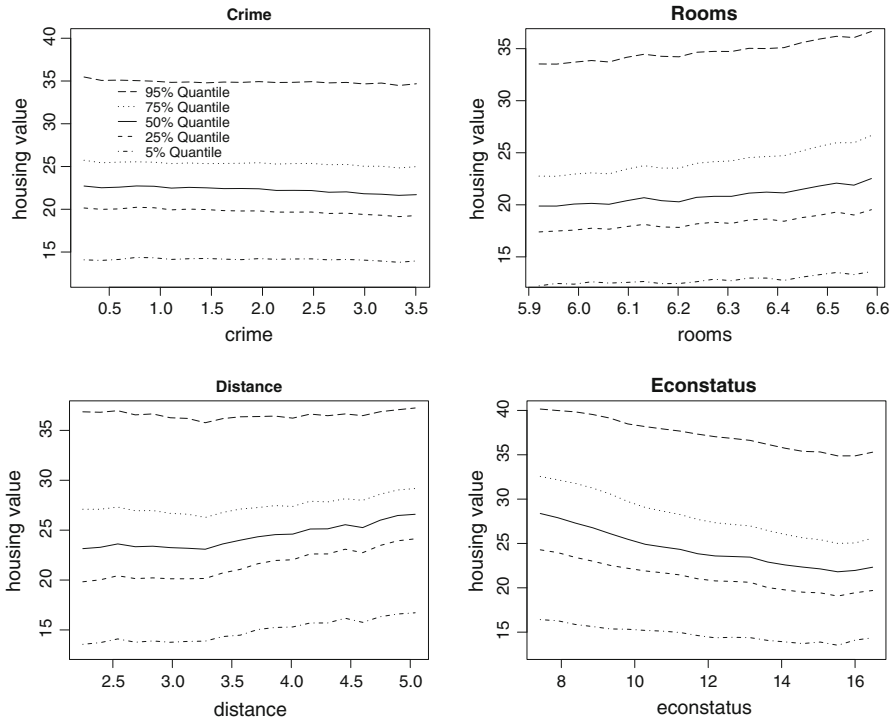 Crime
housing value
40
35
30
25
20
15
95% Quantile
75% Quantile
50% Quantile
25% Quantile
5% Quantile
0.5 1.0 1.5 2.0 2.5 3.0 3.5
crime
Rooms
housing value
35
30
25
20
15
5.9 6.0 6.1 6.2 6.3 6.4 6.5 6.6
rooms
Distance
housing value
35
30
25
20
15
2.5 3.0 3.5 4.0 4.5 5.0
distance
Econstatus
housing value
40
35
30
25
20
15
8 10 12 14 16
econstatus